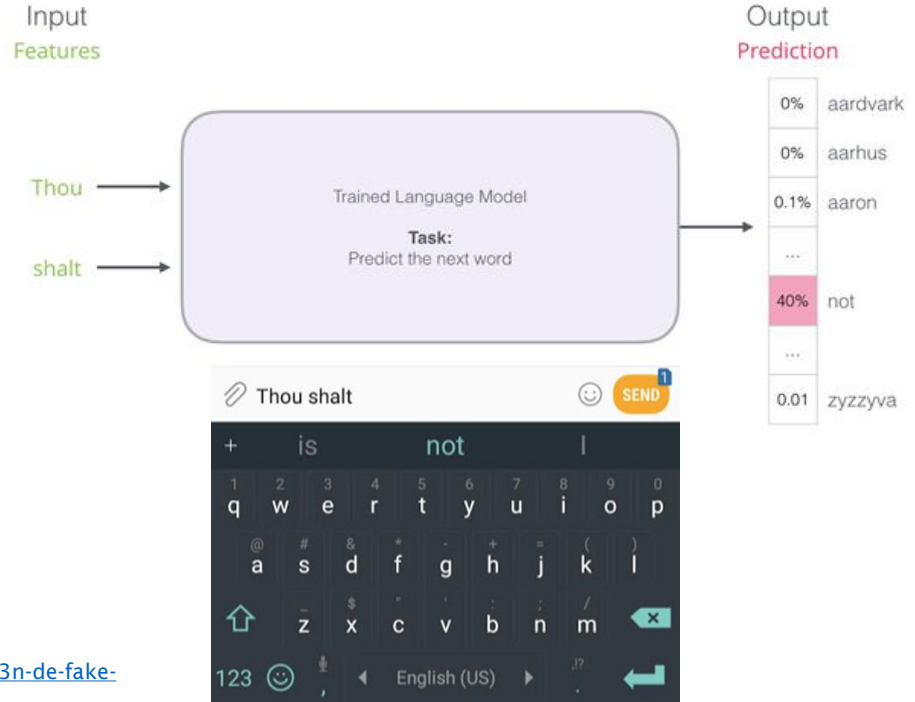 Input
Features
Output
Prediction
Thou
shalt
Trained Language Model
Task:
Predict the next word
0% aardvark
0% aarhus
0.1% aaron
...
40% not
...
0.01 zyzzyva
Thou shalt
SEND
1
+ is not I
1 2 3 4 5 6 7 8 9 0
q w e r t y u i o p
@ # & * - + = ( )
a s d f g h j k l
_ $ " ' : ; /
z x c v b n m
123 , English (US) .
,!?
3n-de-fake-